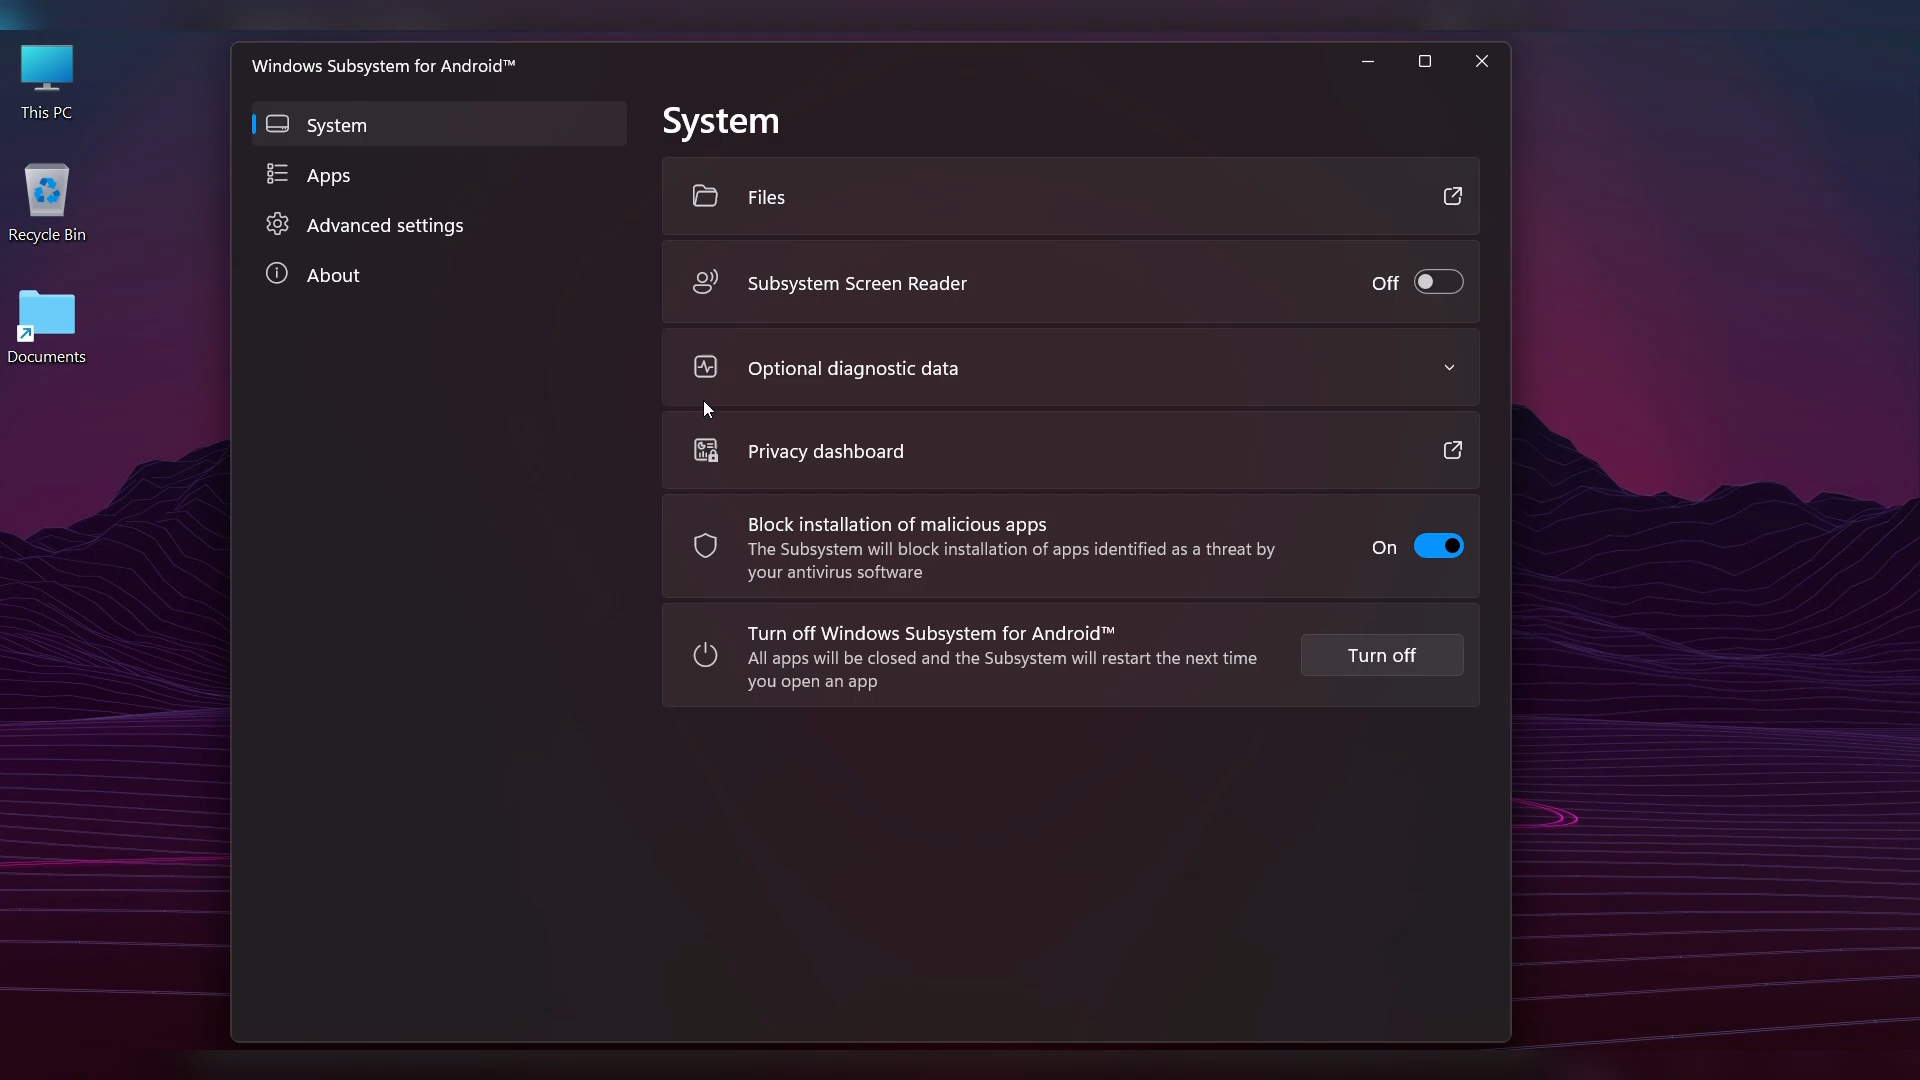 This PC
Recycle Bin
Documents
Windows Subsystem for Android™
System
Apps
Advanced settings
About
System
Files
Subsystem Screen Reader
Off
Optional diagnostic data
Privacy dashboard
Block installation of malicious apps
The Subsystem will block installation of apps identified as a threat by
your antivirus software
On
Turn off Windows Subsystem for Android™
All apps will be closed and the Subsystem will restart the next time
you open an app
Turn off